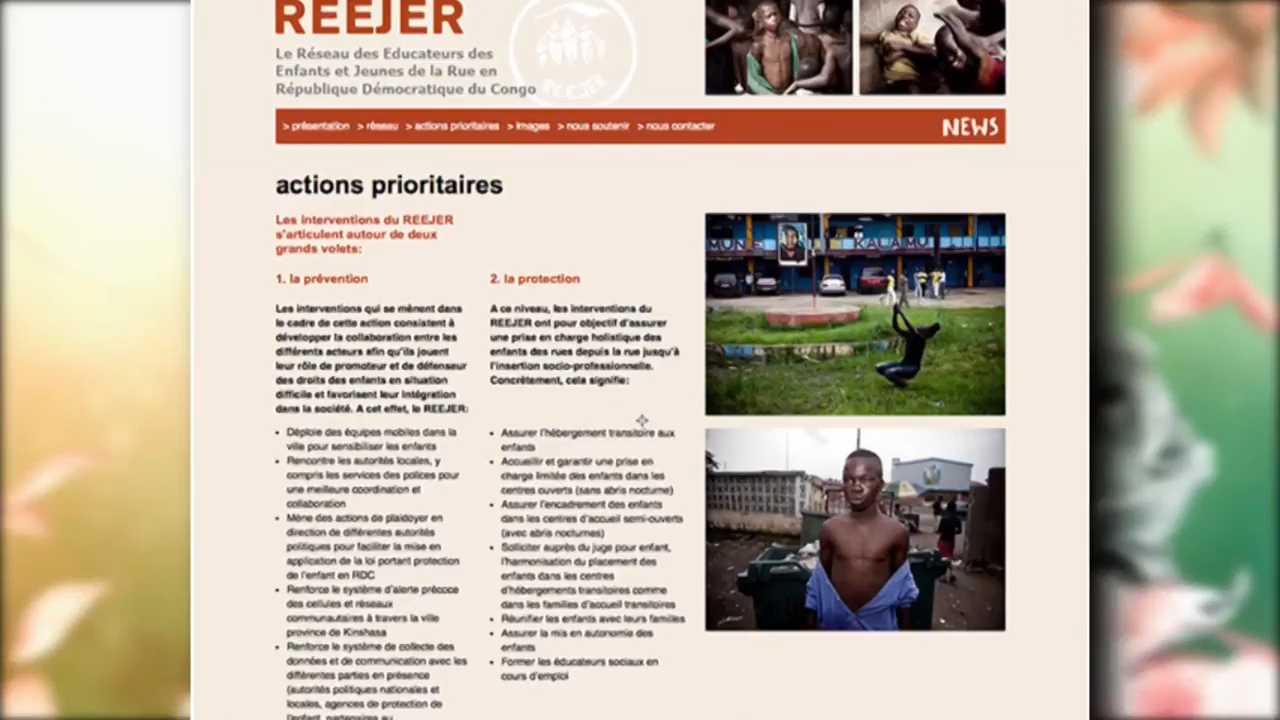 REEJER
Le Réseau des Educateurs des
Enfants et Jeunes de la Rue en
République Démocratique du Congo
REEJER
> présentation > réseau > actions prioritaires > images > nous soutenir > nous contacter
NEWS
actions prioritaires
Les interventions du REEJER
s'articulent autour de deux
grands volets:
1. la prévention
Les interventions qui se mènent dans
le cadre de cette action consistent à
développer la collaboration entre les
différents acteurs afin qu'ils jouent
leur rôle de promoteur et de défenseur
des droits des enfants en situation
difficile et favorisent leur intégration
dans la société. A cet effet, le REEJER:
• Déploie des équipes mobiles dans la
ville pour sensibiliser les enfants
• Rencontre les autorités locales, y
compris les services des polices pour
une meilleure coordination et
collaboration
• Mène des actions de plaidoyer en
direction de différentes autorités
politiques pour faciliter la mise en
application de la loi portant protection
de l'enfant en RDC
• Renforce le système d'alerte précoce
des cellules et réseaux
communautaires à travers la ville
province de Kinshasa
• Renforce le système de collecte des
données et de communication avec les
différentes parties en présence
(autorités politiques nationales et
locales, agences de protection de
l'enfant, partenaires au
2. la protection
A ce niveau, les interventions du
REEJER ont pour objectif d'assurer
une prise en charge holistique des
enfants des rues depuis la rue jusqu'à
l'insertion socio-professionnelle.
Concrètement, cela signifie:
• Assurer l'hébergement transitoire aux
enfants
• Accueillir et garantir une prise en
charge limitée des enfants dans les
centres ouverts (sans abris nocturne)
• Assurer l'encadrement des enfants
dans les centres d'accueil semi-ouverts
(avec abris nocturnes)
• Solliciter auprès du juge pour enfant,
l'harmonisation du placement des
enfants dans les centres
d'hébergements transitoires comme
dans les familles d'accueil transitoires
• Réunifier les enfants avec leurs familles
• Assurer la mis en autonomie des
enfants
• Former les éducateurs sociaux en
cours d'emploi
MUNE KALAMU